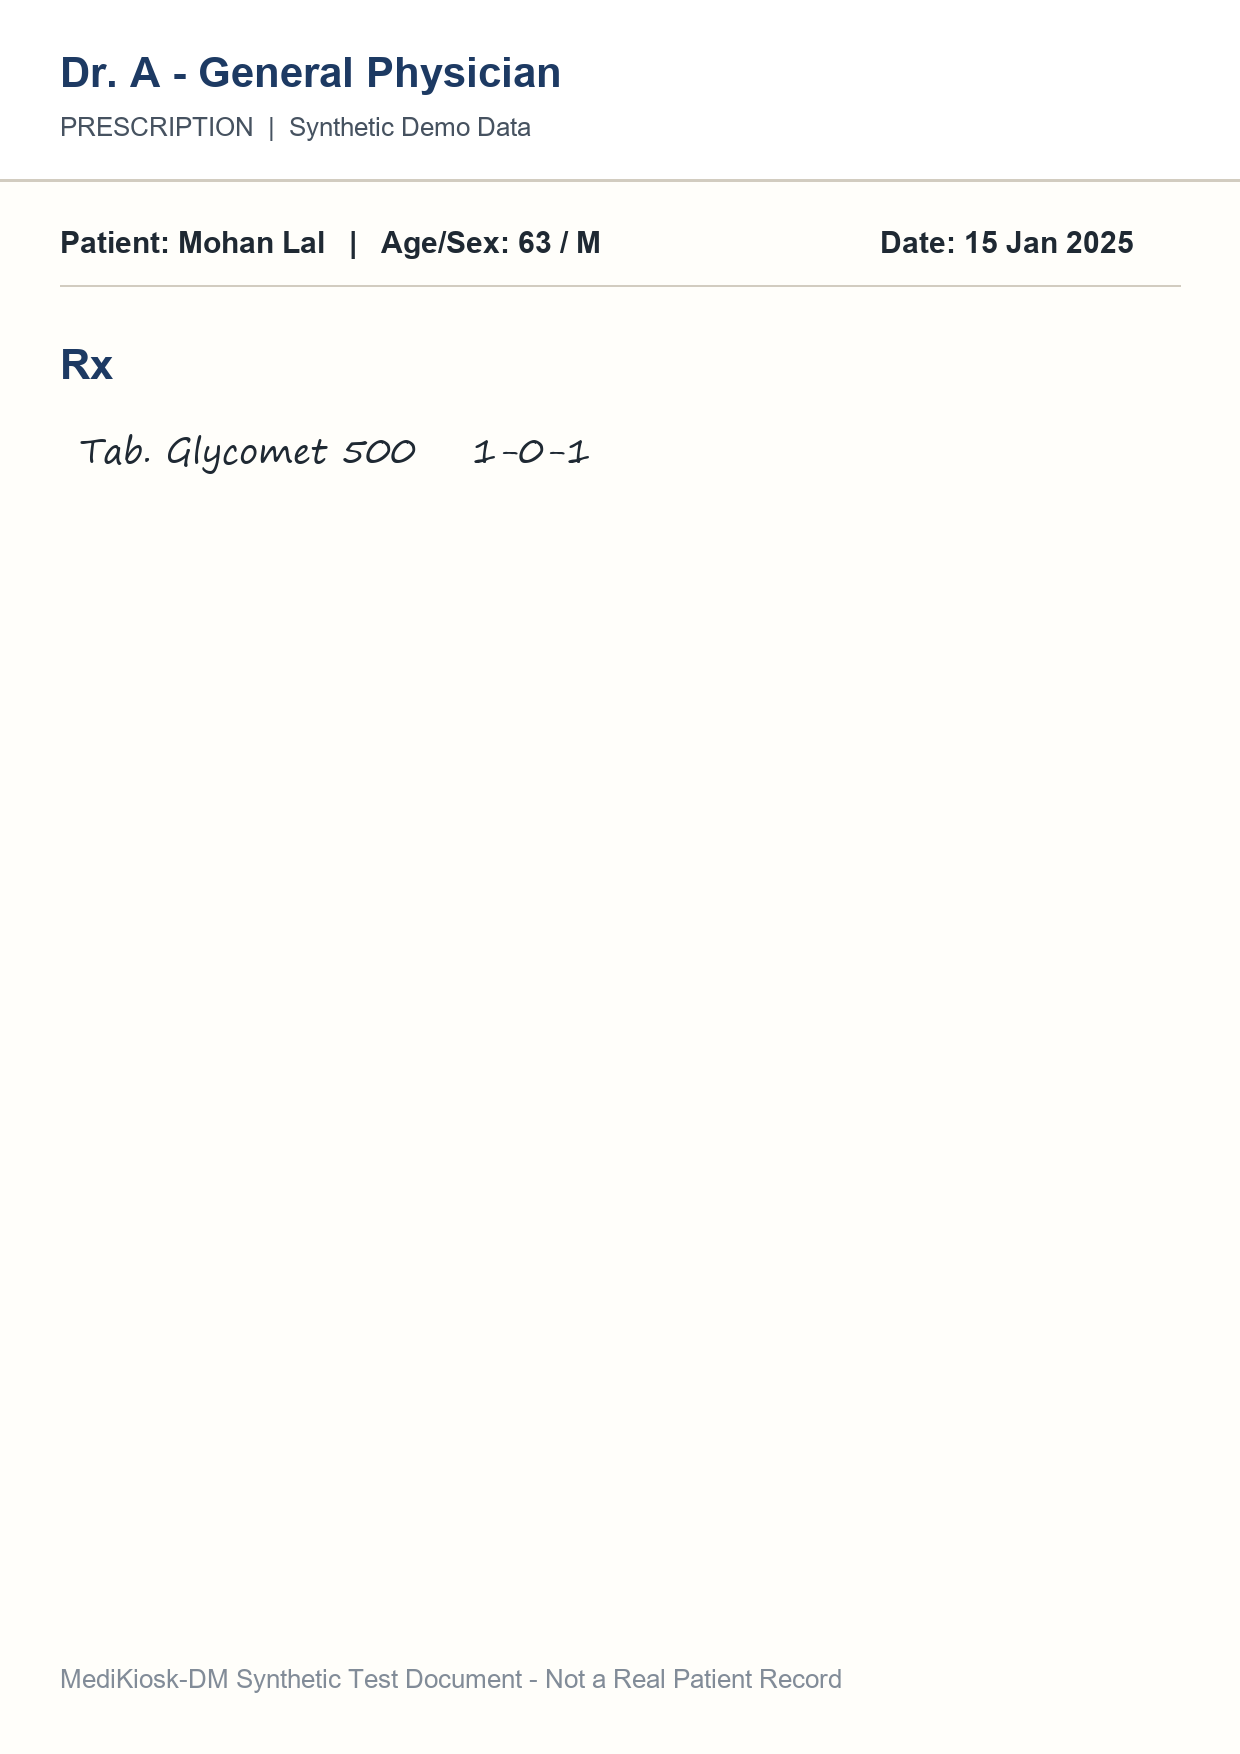 Dr. A - General Physician
PRESCRIPTION | Synthetic Demo Data
Patient: Mohan Lal | Age/Sex: 63 / M Date: 15 Jan 2025
Rx
Tab. Glycomet 500 1-0-1
MediKiosk-DM Synthetic Test Document - Not a Real Patient Record